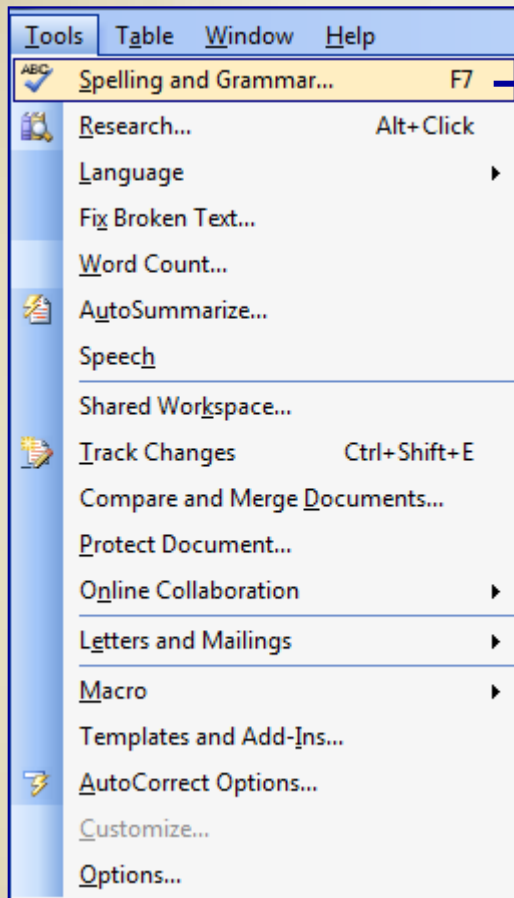 Tools Table Window Help
ABC Spelling and Grammar... F7
Research... Alt+Click
Language
Fix Broken Text...
Word Count...
AutoSummarize...
Speech
Shared Workspace...
Track Changes Ctrl+Shift+E
Compare and Merge Documents...
Protect Document...
Online Collaboration
Letters and Mailings
Macro
Templates and Add-Ins...
AutoCorrect Options...
Customize...
Options...